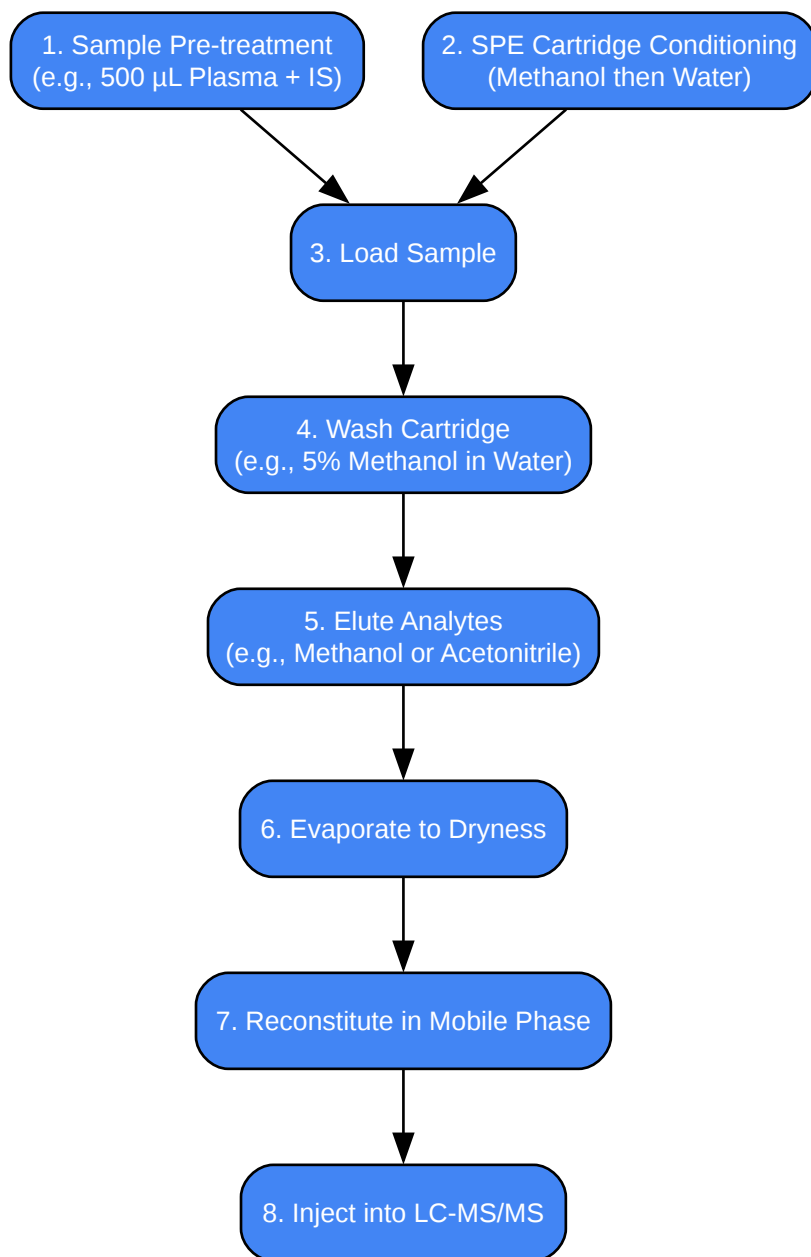 1. Sample Pre-treatment
(e.g., 500 µL Plasma + IS)
2. SPE Cartridge Conditioning
(Methanol then Water)
3. Load Sample
4. Wash Cartridge
(e.g., 5% Methanol in Water)
5. Elute Analytes
(e.g., Methanol or Acetonitrile)
6. Evaporate to Dryness
7. Reconstitute in Mobile Phase
8. Inject into LC-MS/MS